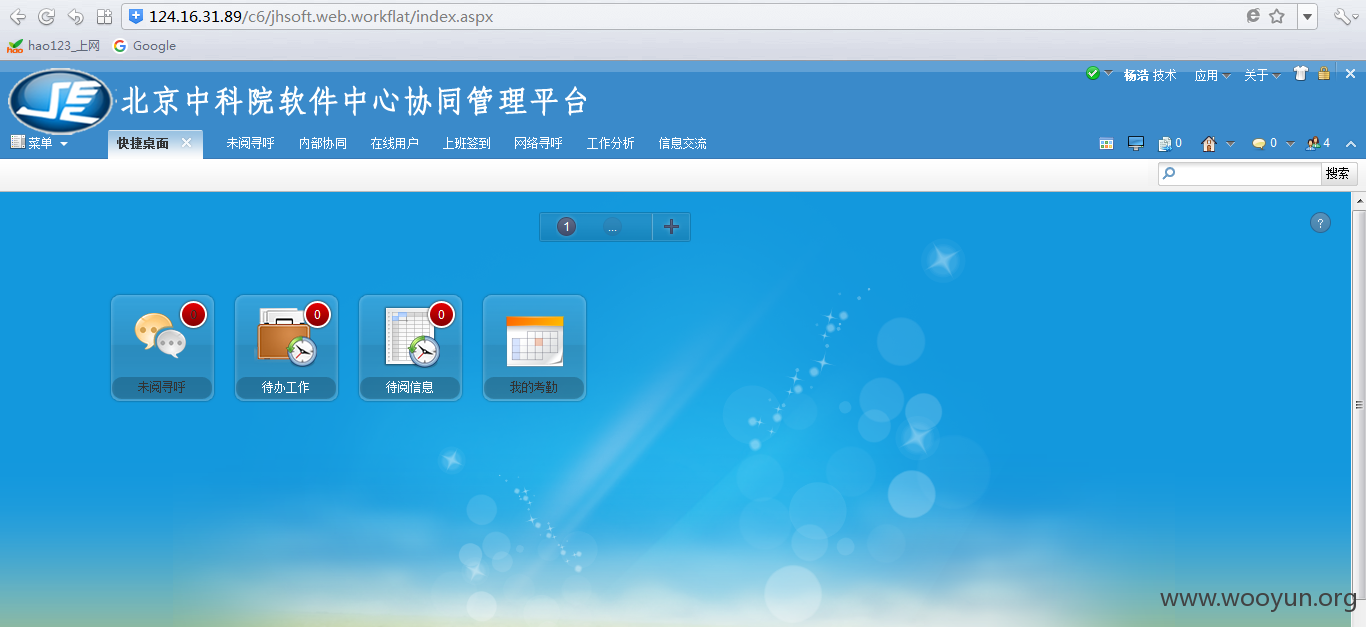 124.16.31.89/c6/jhsoft.web.workflat/index.aspx
hao123_上网 Google
杨浩 技术 应用 关于
北京中科院软件中心协同管理平台
菜单 快捷桌面 未阅寻呼 内部协同 在线用户 上班签到 网络寻呼 工作分析 信息交流 0 0 4
搜索
1 ... + ?
0 0 0
未阅寻呼 待办工作 待阅信息 我的考勤
www.wooyun.org